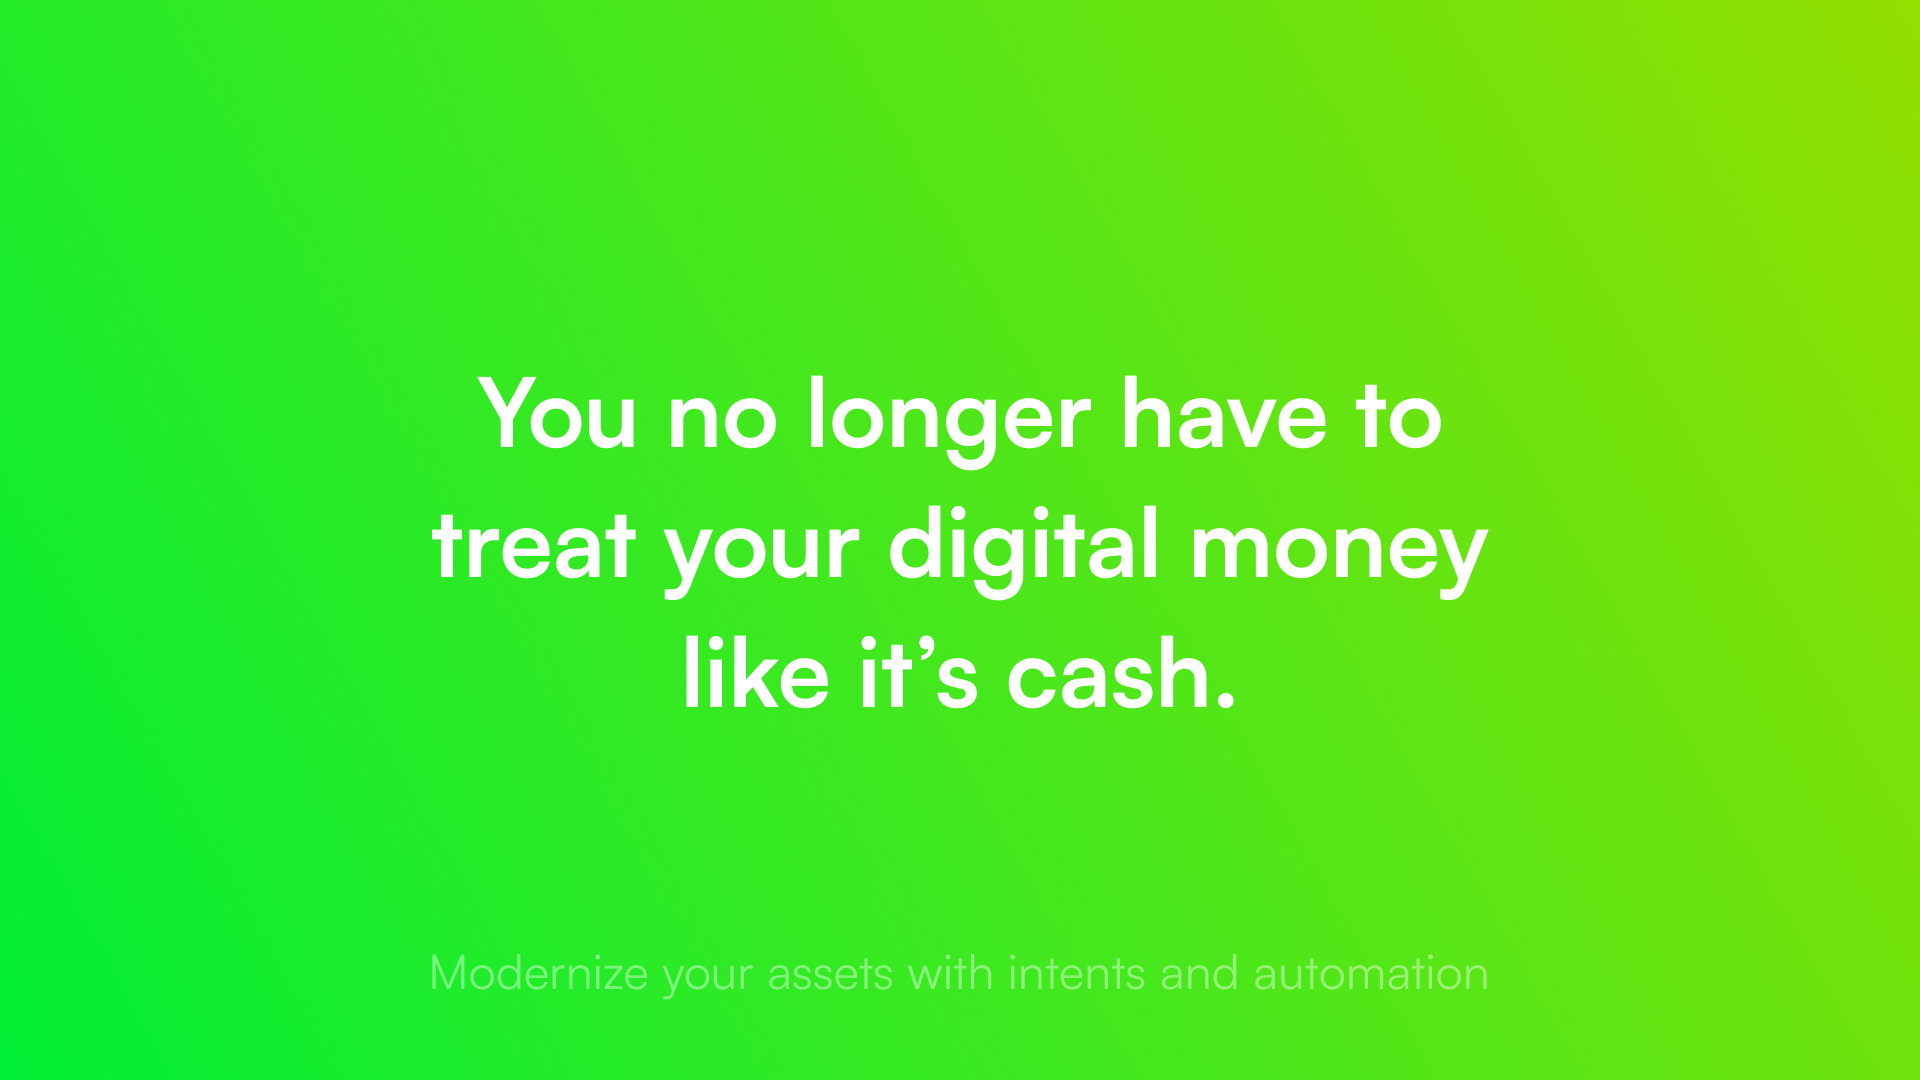 You no longer have to
treat your digital money
like it’s cash.
Modernize your assets with intents and automation